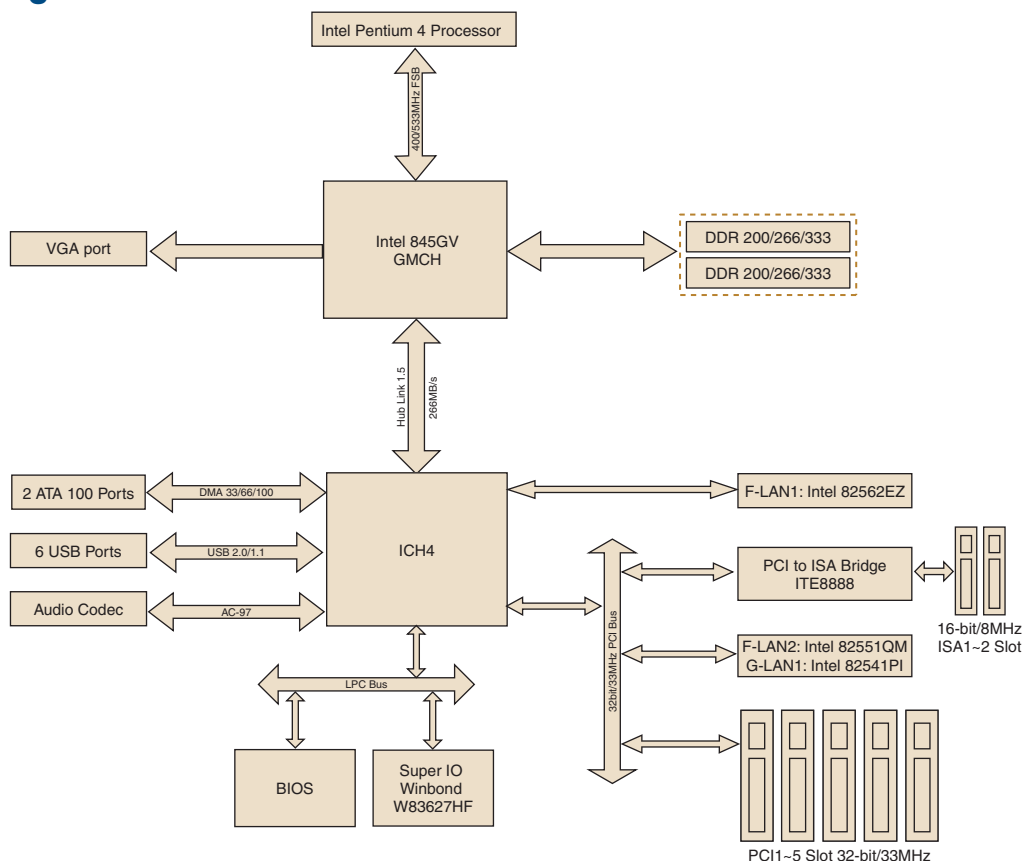 Intel Pentium 4 Processor
400/533MHz FSB
VGA port
Intel 845GV
GMCH
DDR 200/266/333
DDR 200/266/333
Hub Link 1.5
266MB/s
2 ATA 100 Ports
DMA 33/66/100
6 USB Ports
USB 2.0/1.1
Audio Codec
AC-97
ICH4
F-LAN1: Intel 82562EZ
32bit/33MHz PCI Bus
PCI to ISA Bridge
ITE8888
16-bit/8MHz
ISA1~2 Slot
F-LAN2: Intel 82551QM
G-LAN1: Intel 82541PI
LPC Bus
BIOS
Super IO
Winbond
W83627HF
PCI1~5 Slot 32-bit/33MHz